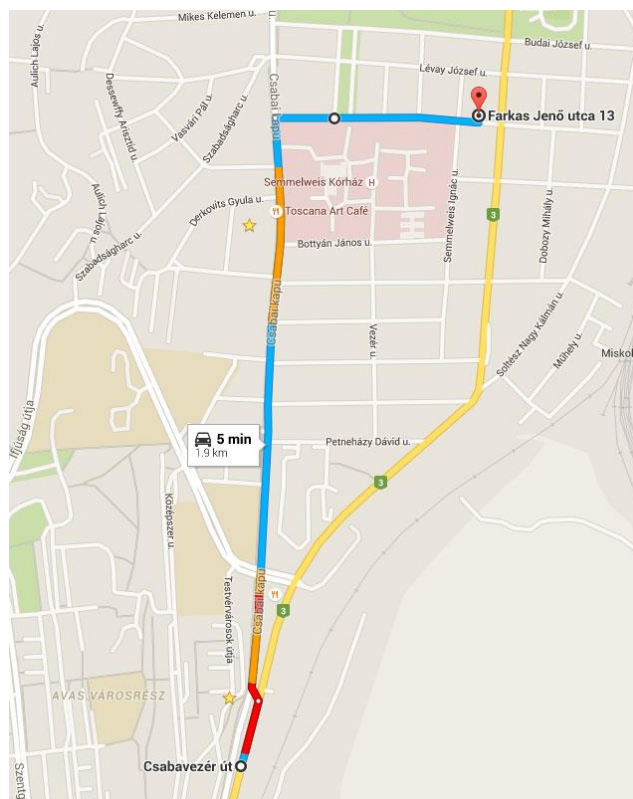 Mikes Kelemen u.
Aulich Lajos u.
Budai József u.
Dessewffy Arisztid u.
Vasvári Pál u.
Szabadságharc u.
Csabai kapu
Lévay József u.
Farkas Jenő utca 13
Semmelweis Kórház
H
Semmelweis Ignác u.
Derkovits Gyula u.
Toscana Art Café
3
Dobozy Mihály u.
Bottyán János u.
Szabadságharc u.
Csabai kapu
Vezér u.
Soltész Nagy Kálmán u.
Műhely u.
Miskol
Ifjúság útja
5 min
1.9 km
Petneházy Dávid u.
3
Középszer u.
Csabai kapu
Testvérvárosok útja
3
AVAS VÁROSRÉSZ
Csabavezér út
Szentg